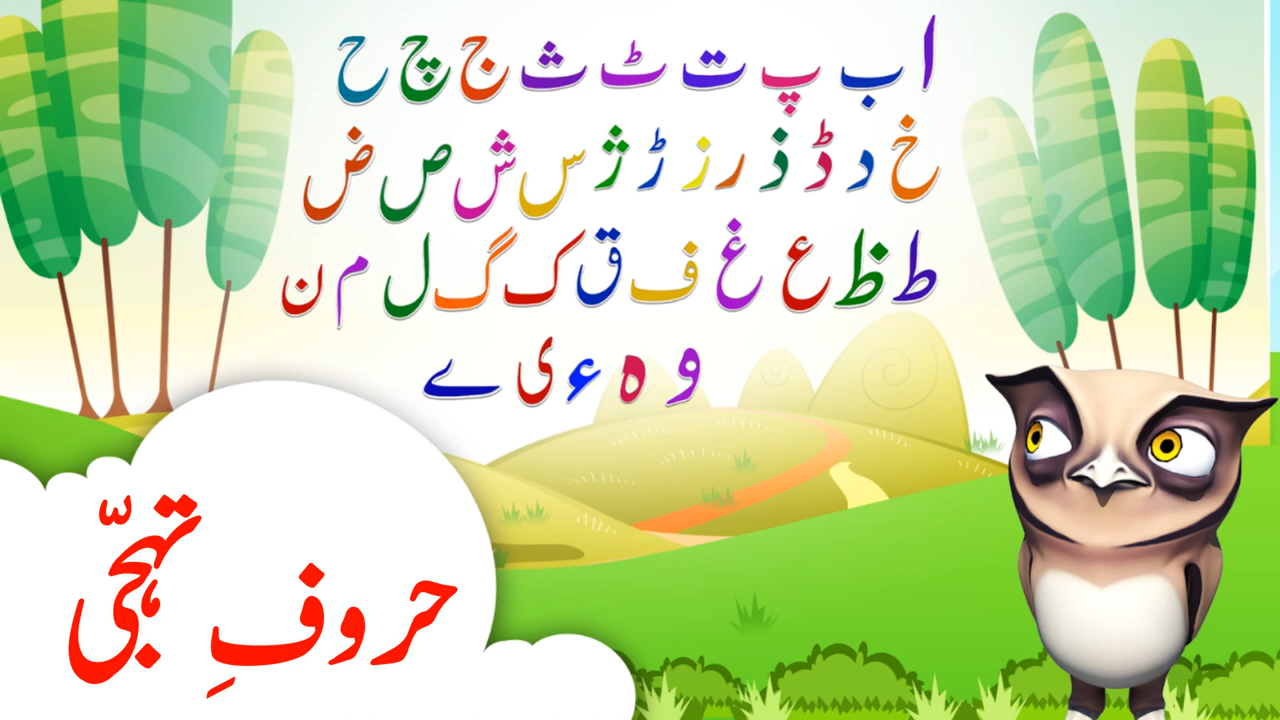 ا ب پ ت ٹ ث ج چ ح
خ د ڈ ذ ر ز ڑ ژ س ش ص ض
ط ظ ع غ ف ق ک گ ل م ن
و ہ ء ی ے
حروفِ تہجّی